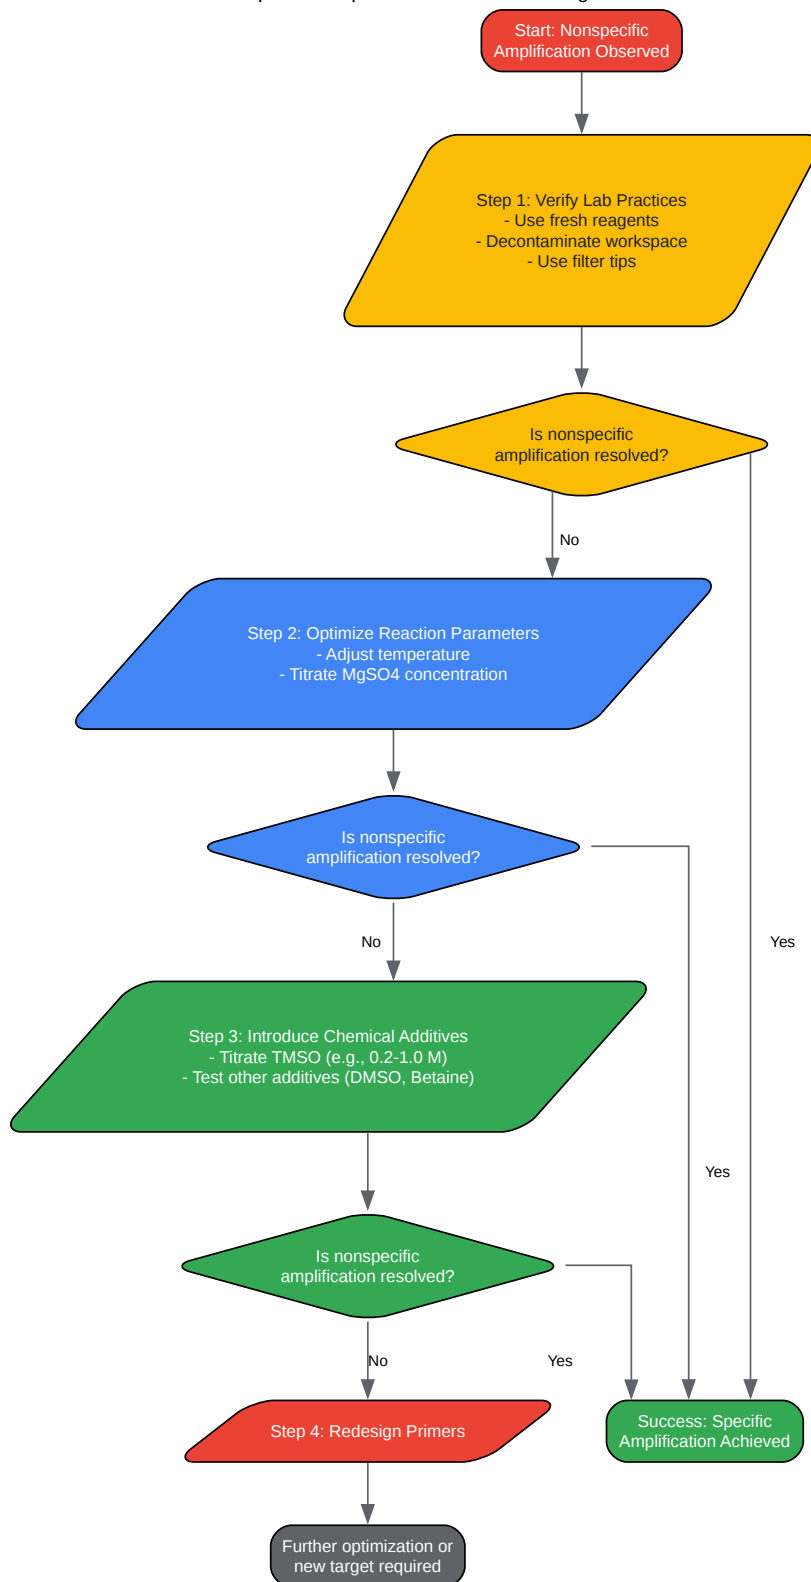 Start: Nonspecific
Amplification Observed
Step 1: Verify Lab Practices
- Use fresh reagents
- Decontaminate workspace
- Use filter tips
Is nonspecific
amplification resolved?
No
Step 2: Optimize Reaction Parameters
- Adjust temperature
- Titrate MgSO4 concentration
Is nonspecific
amplification resolved?
No
Yes
Step 3: Introduce Chemical Additives
- Titrate TMSO (e.g., 0.2-1.0 M)
- Test other additives (DMSO, Betaine)
Yes
Is nonspecific
amplification resolved?
No
Yes
Step 4: Redesign Primers
Success: Specific
Amplification Achieved
Further optimization or
new target required